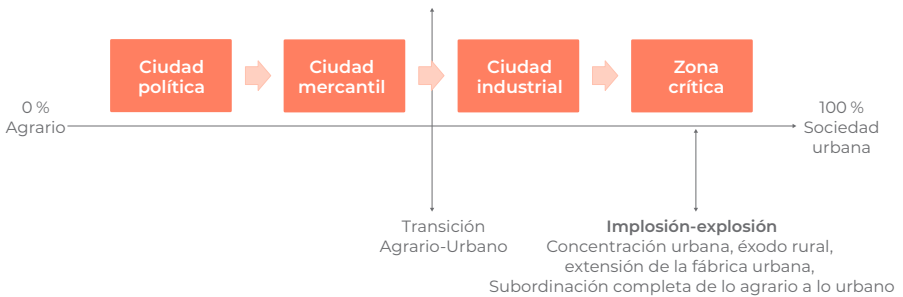 Ciudad
política
Ciudad
mercantil
Ciudad
industrial
Zona
crítica
0 %
Agrario
100 %
Sociedad
urbana
Transición
Agrario-Urbano
Implosión-explosión
Concentración urbana, éxodo rural,
extensión de la fábrica urbana,
Subordinación completa de lo agrario a lo urbano